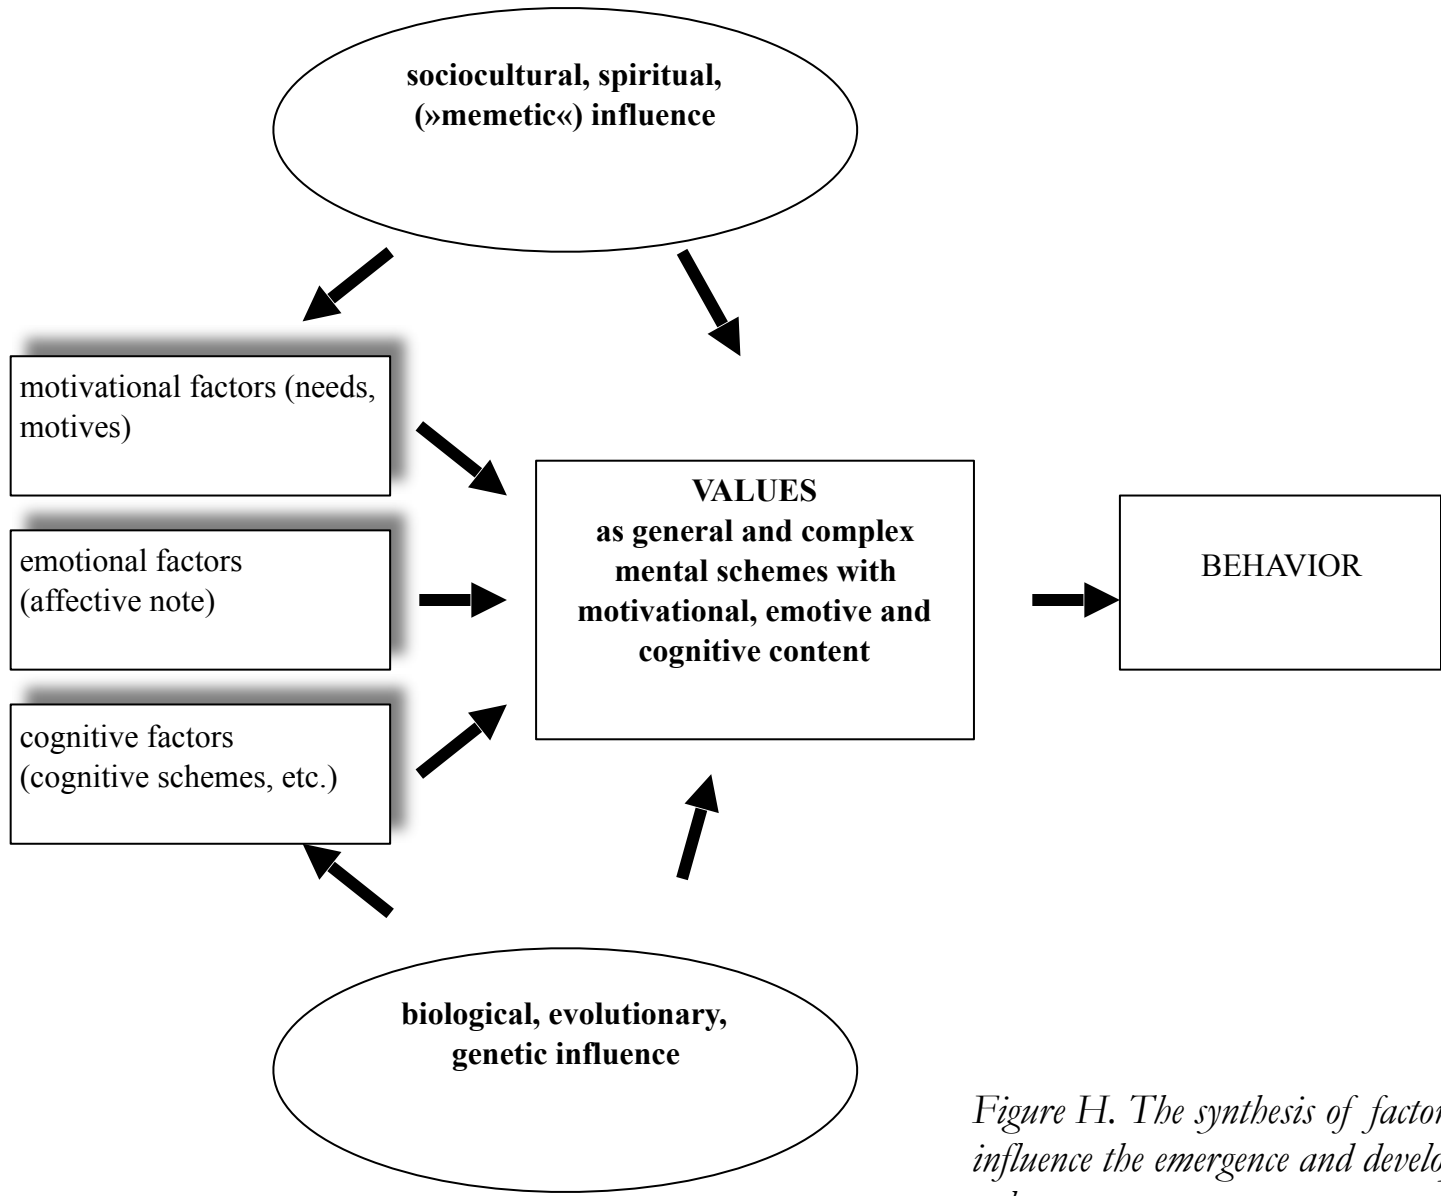 sociocultural, spiritual,
(»memetic«) influence
motivational factors (needs,
motives)
emotional factors
(affective note)
cognitive factors
(cognitive schemes, etc.)
VALUES
as general and complex
mental schemes with
motivational, emotive and
cognitive content
BEHAVIOR
biological, evolutionary,
genetic influence
Figure H. The synthesis of factor
influence the emergence and develo